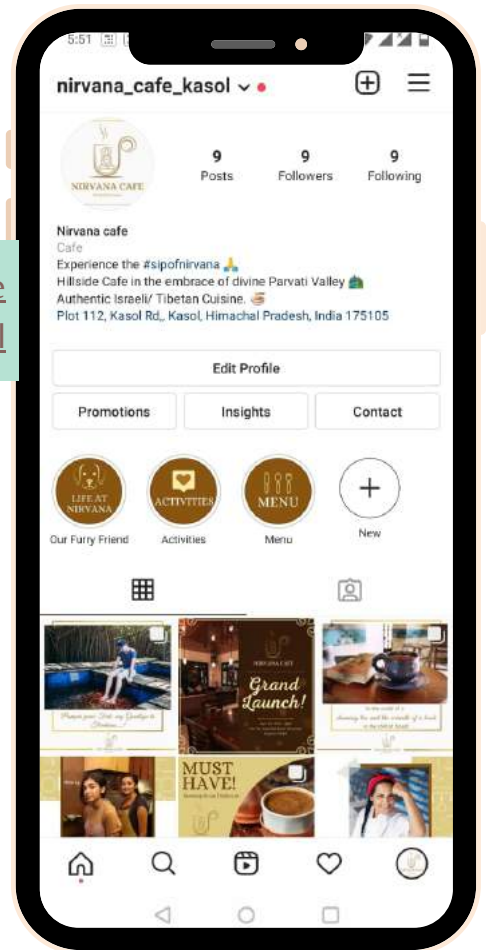 5:51
nirvana_cafe_kasol
9 9 9
Posts Followers Following
NIRVANA CAFE
Nirvana cafe
Cafe
Experience the #sipofnirvana 🙏
Hillside Cafe in the embrace of divine Parvati Valley 🏞️
Authentic Israeli/ Tibetan Cuisine. 🍜
Plot 112, Kasol Rd,, Kasol, Himachal Pradesh, India 175105
Edit Profile
Promotions Insights Contact
LIFE AT
NIRVANA
ACTIVITIES
MENU
Our Furry Friend Activities Menu New
NIRVANA CAFE
Grand
Launch!
MUST
HAVE!